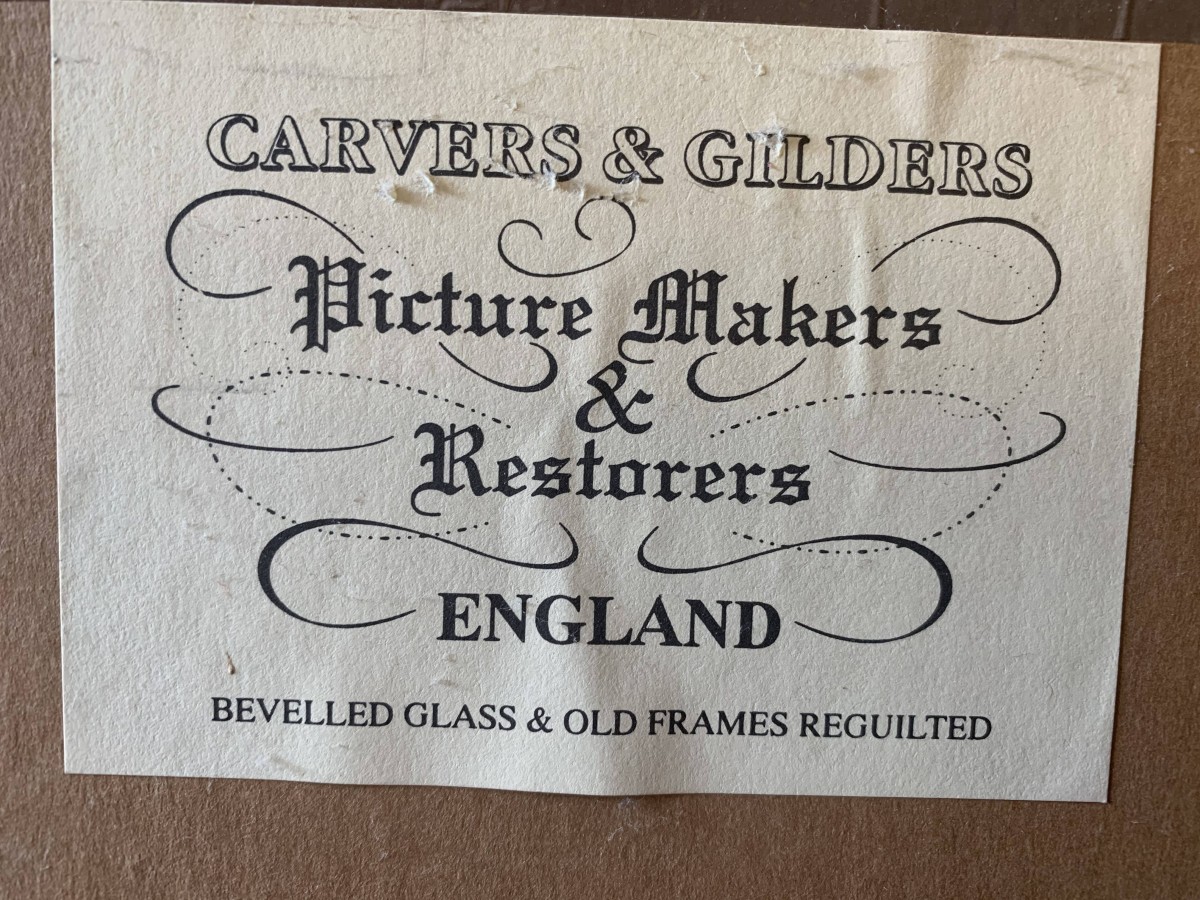 CARVERS & GILDERS
Picture Makers
&
Restorers
ENGLAND
BEVELLED GLASS & OLD FRAMES REGUILTED